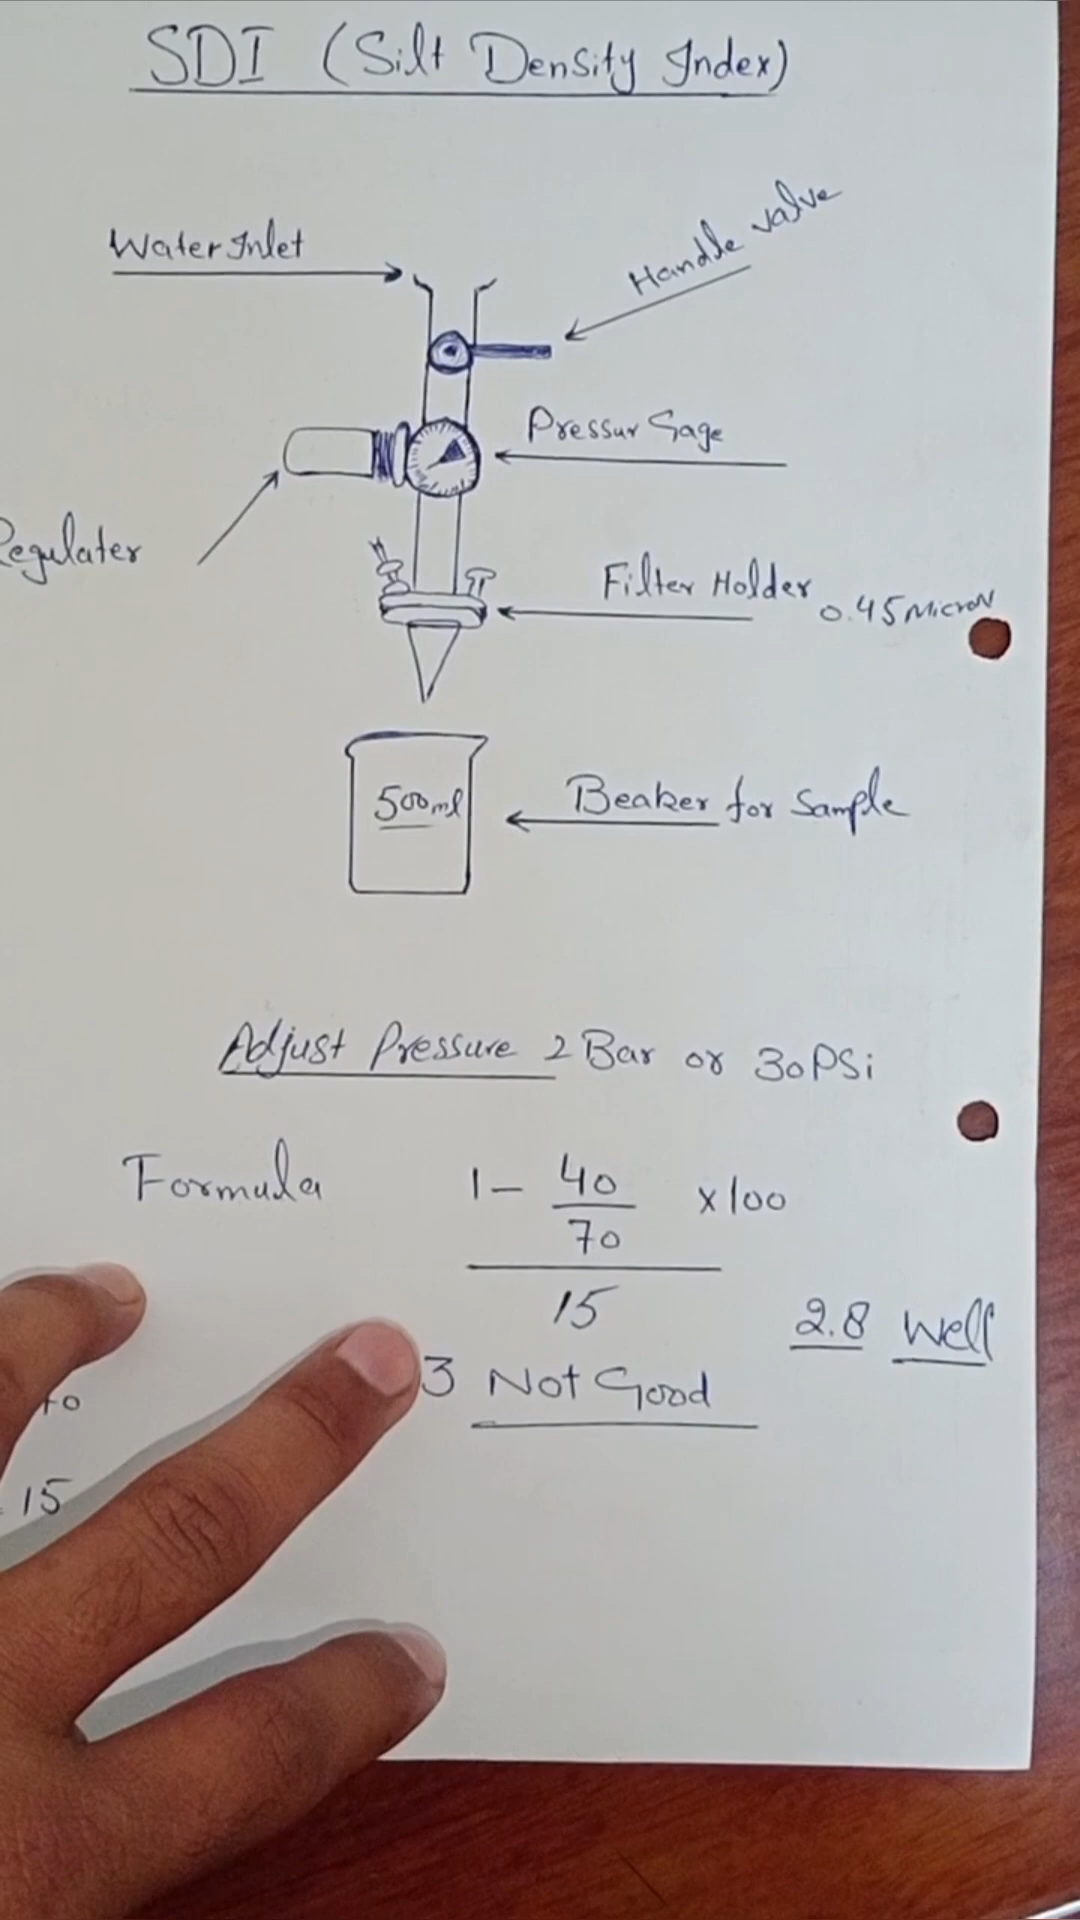 SDI (Silt Density Index)
Handle valve
Water Inlet
Pressur Gage
Regulater
Filter Holder 0.45 MicroN
500ml
Beaker for Sample
Adjust Pressure 2 Bar or 30 PSi
Formula
1 - 40/70 x100
15
2.8 Well
3 Not Good
to
15